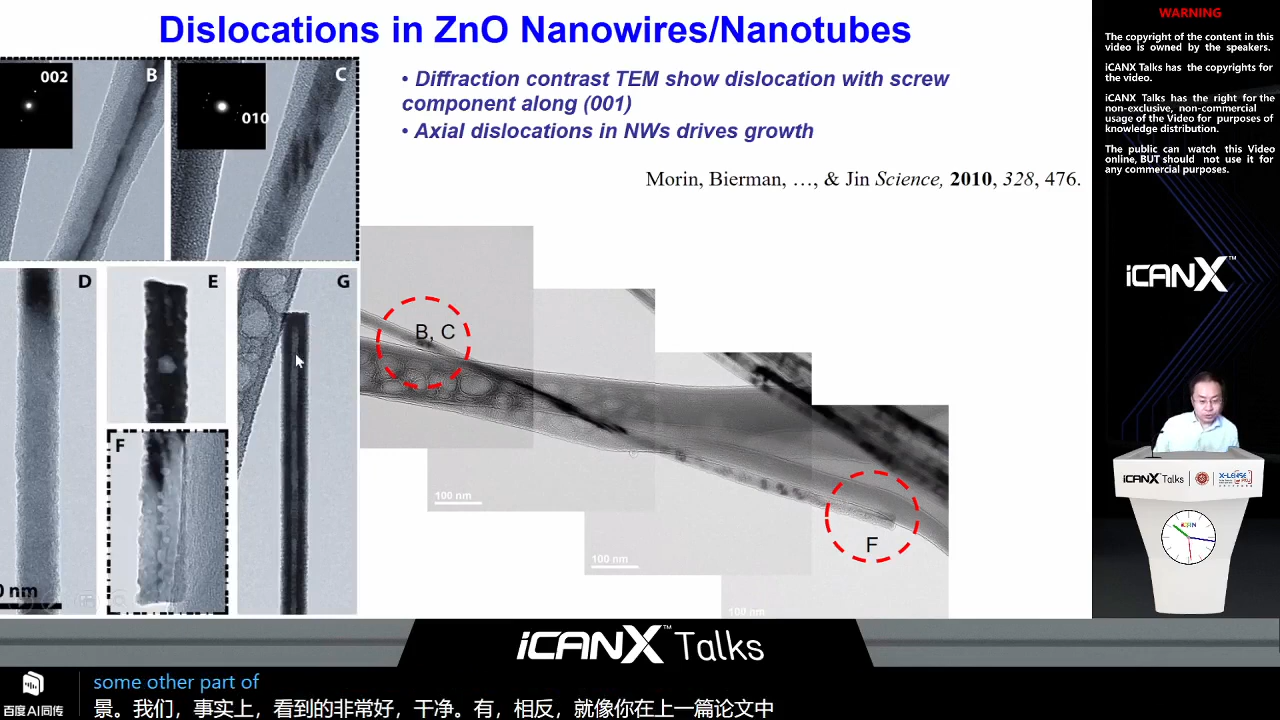 Dislocations in ZnO Nanowires/Nanotubes
• Diffraction contrast TEM show dislocation with screw
component along (001)
• Axial dislocations in NWs drives growth
Morin, Bierman, …, & Jin Science, 2010, 328, 476.
002
B
010
C
D
E
G
F
0 nm
B, C
F
100 nm
100 nm
100 nm
WARNING
The copyright of the content in this
video is owned by the speakers.
iCANX Talks has the copyrights for
the video.
iCANX Talks has the right for the
non-exclusive, non-commercial
usage of the Video for purposes of
knowledge distribution.
The public can watch this Video
online, BUT should not use it for
any commercial purposes.
iCANX™
iCANX Talks
iCANX™ Talks
百度AI同传
some other part of
景。我们，事实上，看到的非常好，干净。有，相反，就像你在上一篇论文中